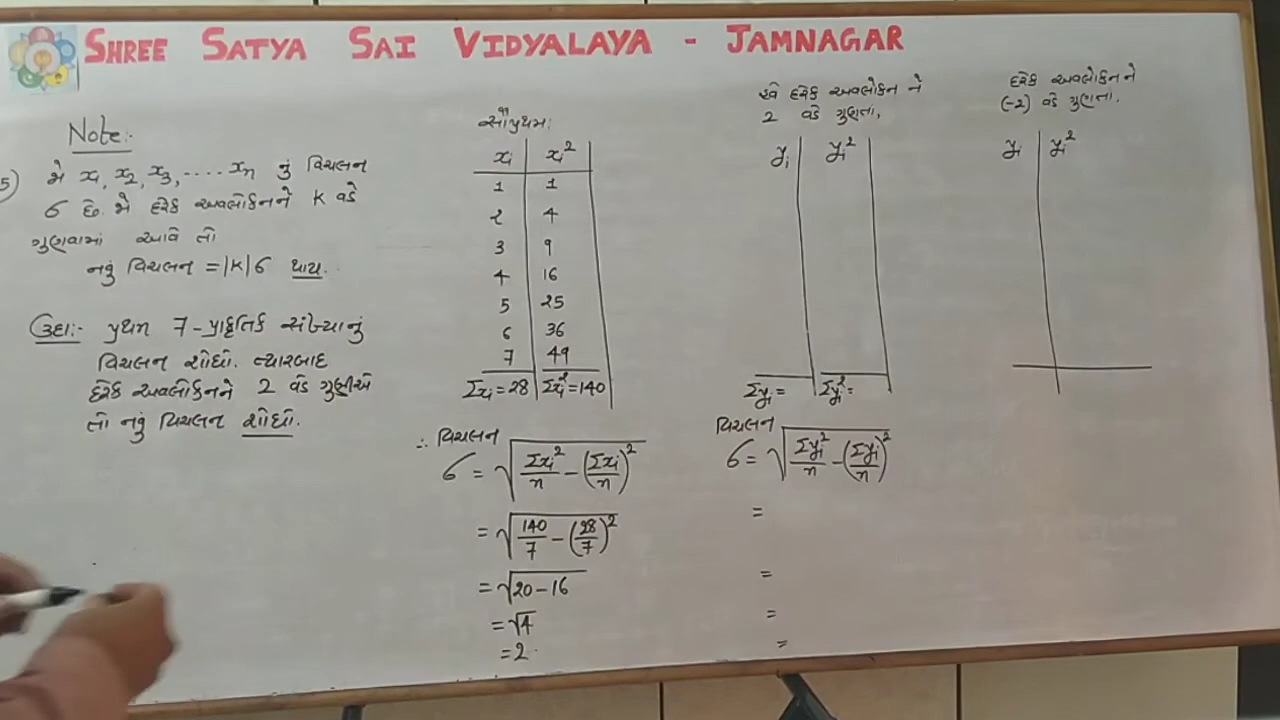 SHREE SATYA SAI VIDYALAYA - JAMNAGAR
Note:-
5) જો x₁, x₂, x₃, ..... xₙ નું વિચલન
σ છે. જો દરેક અવલોકનને K વડે
ગુણવામાં આવે તો
નવું વિચલન = |K|σ થાય.
ઉદા:- પ્રથમ 7-પ્રાકૃતિક સંખ્યાનું
વિચલન શોધો. ત્યારબાદ
દરેક અવલોકનને 2 વડે ગુણીએ
તો નવું વિચલન શોધો.
સૌપ્રથમ:
xᵢ xᵢ²
1 1
2 4
3 9
4 16
5 25
6 36
7 49
Σxᵢ = 28 Σxᵢ² = 140
∴ વિચલન
σ = √(Σxᵢ²/n - (Σxᵢ/n)²)
= √(140/7 - (28/7)²)
= √20-16
= √4
= 2.
હવે દરેક અવલોકન ને
2 વડે ગુણતા,
yᵢ yᵢ²
Σyᵢ = Σyᵢ² =
વિચલન
σ = √(Σyᵢ²/n - (Σyᵢ/n)²)
=
=
=
=
દરેક અવલોકનને
(-2) વડે ગુણતા,
yᵢ yᵢ²